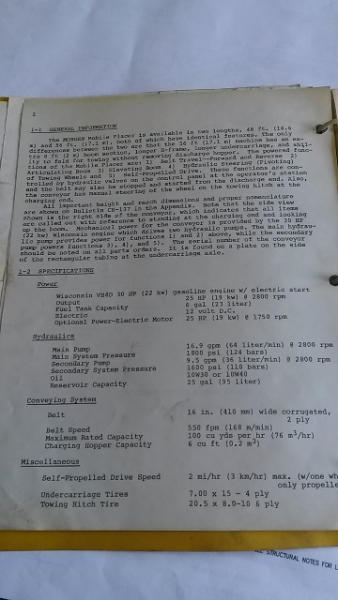 2
1-1 GENERAL INFORMATION
The MORGEN Mobile Placer is available in two lengths, 48 ft. (14.6
m) and 56 ft. (17.1 m), both of which have identical features. The only
differences between the two are that the 56 ft (17.1 m) machine has an ex-
tra 8 ft (2 m) boom section, longer D-frame, longer undercarriage, and abil-
ity to fold for towing without removing discharge hopper. The powered func-
tions of the Mobile Placer are: 1) Belt Travel--Forward and Reverse 2)
Articulating Boom 3) Elevating Boom 4) Hydraulic Steering (Pivoting)
of Towing Wheels and 5) Self-Propelled Drive. These functions are con-
trolled by hydraulic valves on the control panel at the operator's station
and the belt may also be stopped and started from the discharge end. Also,
the conveyor has manual steering of the wheel on the towing hitch at the
charging end.
All important height and reach dimensions and proper nomenclature
are shown on Bulletin CE-137 in the Appendix. Note that the side view
shown is the right side of the conveyor, which indicates that all items
are called out with reference to standing at the charging end and looking
up the boom. Mechanical power for the conveyor is provided by the 30 HP
(22 kw) Wisconsin engine which drives two hydraulic pumps. The main hydrau-
lic pump provides power for functions 1) and 2) above, while the secondary
pump powers functions 3), 4), and 5). The serial number of the conveyor
should be noted on all parts orders. It is found on a plate on the side
of the rectangular tubing at the undercarriage axle.
1-2 SPECIFICATIONS
Power
Wisconsin VH4D 30 HP (22 kw) gasoline engine w/ electric start
Output 25 HP (19 kw) @ 2800 rpm
Fuel Tank Capacity 6 gal (23 liter)
Electric 12 volt D.C.
Optional Power-Electric Motor 25 HP (19 kw) @ 1750 rpm
Hydraulics
Main Pump 16.9 gpm (64 liter/min) @ 2800 rpm
Main System Pressure 1800 psi (124 bars)
Secondary Pump 9.5 gpm (36 liter/min) @ 2800 rpm
Secondary System Pressure 1600 psi (110 bars)
Oil 10W30 or 10W40
Reservoir Capacity 25 gal (95 liter)
Conveying System
Belt 16 in. (410 mm) wide corrugated,
2 ply
Belt Speed 550 fpm (168 m/min)
Maximum Rated Capacity 100 cu yds per hr (76 m³/hr)
Charging Hopper Capacity 6 cu ft (0.2 m³)
Miscellaneous
Self-Propelled Drive Speed 2 mi/hr (3 km/hr) max. (w/one wh
only propelle
Undercarriage Tires 7.00 x 15 - 4 ply
Towing Hitch Tire 20.5 x 8.0-10 6 ply
STRUCTURAL NOTES FOR L